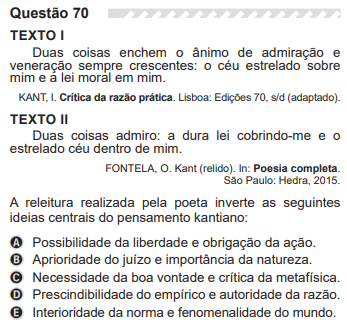 Questão 70
TEXTO I
Duas coisas enchem o ânimo de admiração e
veneração sempre crescentes: o céu estrelado sobre
mim e a lei moral em mim.
KANT, I. Crítica da razão prática. Lisboa: Edições 70, s/d (adaptado).
TEXTO II
Duas coisas admiro: a dura lei cobrindo-me e o
estrelado céu dentro de mim.
FONTELA, O. Kant (relido). In: Poesia completa.
São Paulo: Hedra, 2015.
A releitura realizada pela poeta inverte as seguintes
ideias centrais do pensamento kantiano:
A Possibilidade da liberdade e obrigação da ação.
B Aprioridade do juízo e importância da natureza.
C Necessidade da boa vontade e crítica da metafísica.
D Prescindibilidade do empírico e autoridade da razão.
E Interioridade da norma e fenomenalidade do mundo.